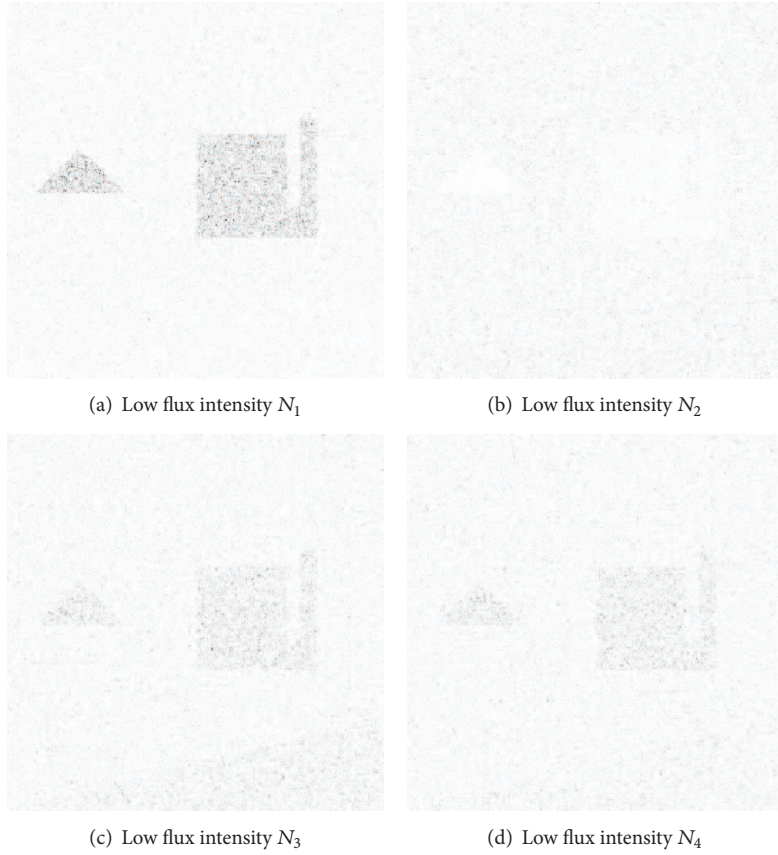 (a) Low flux intensity N₁
(b) Low flux intensity N₂
(c) Low flux intensity N₃
(d) Low flux intensity N₄